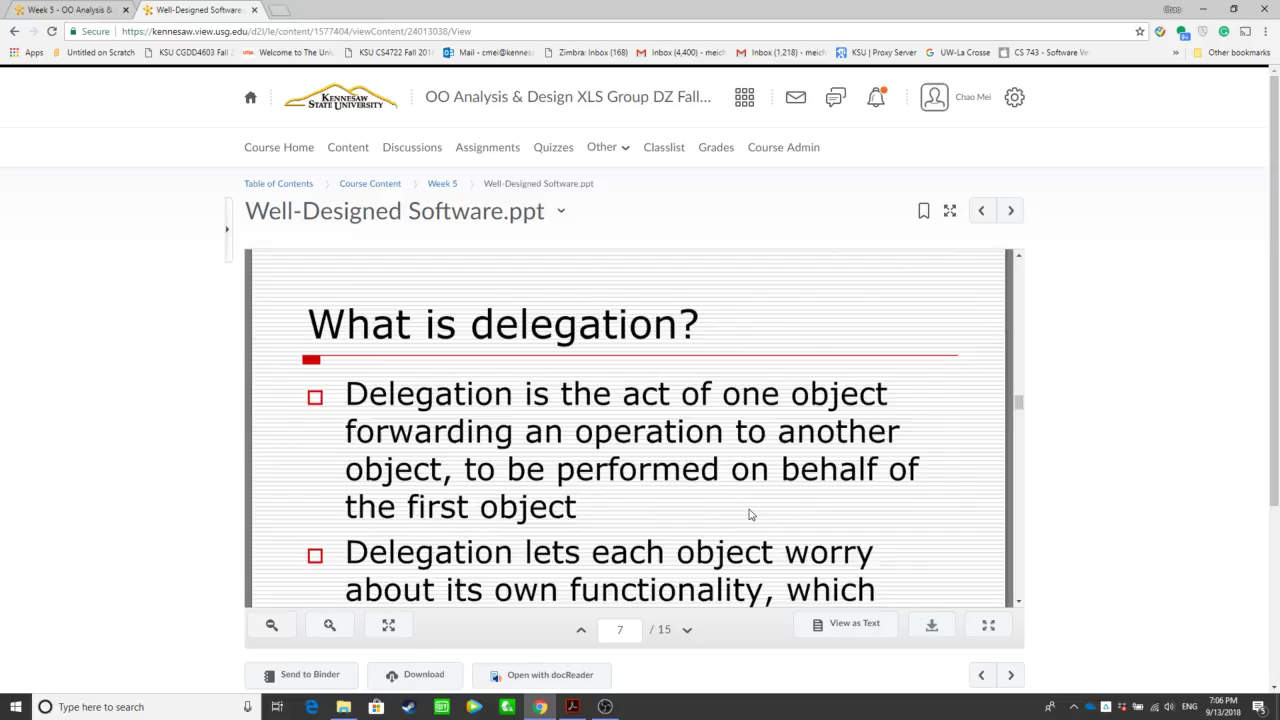 Week 5 - OO Analysis &
Well-Designed Software
Secure
https://kennesaw.view.usg.edu/d2l/le/content/1577404/viewContent/24013038/View
Apps
Untitled on Scratch
KSU CGDD4603 Fall
Welcome to The Uni
KSU CS4722 Fall 2018
Mail - cmei@kennes
Zimbra: Inbox (168)
Inbox (4,400) - meich
Inbox (1,218) - meich
KSU | Proxy Server
UW-La Crosse
CS 743 - Software Ve
»
Other bookmarks
KENNESAW
STATE UNIVERSITY
OO Analysis & Design XLS Group DZ Fall...
Chao Mei
Course Home
Content
Discussions
Assignments
Quizzes
Other
Classlist
Grades
Course Admin
Table of Contents
Course Content
Week 5
Well-Designed Software.ppt
Well-Designed Software.ppt
What is delegation?
Delegation is the act of one object
forwarding an operation to another
object, to be performed on behalf of
the first object
Delegation lets each object worry
about its own functionality, which
7 / 15
View as Text
Send to Binder
Download
Open with docReader
Type here to search
7:06 PM
9/13/2018